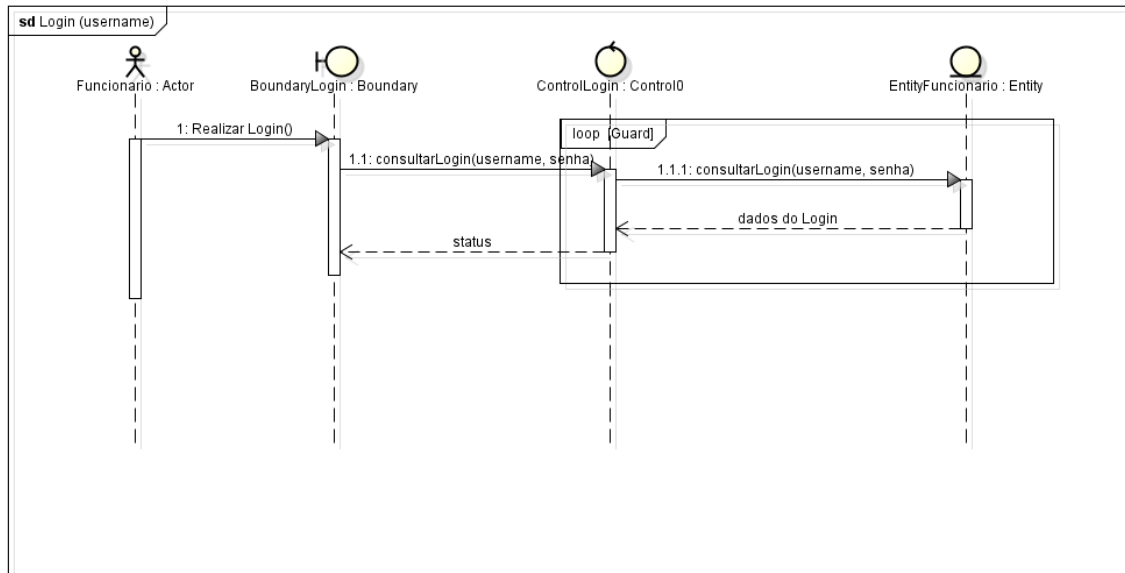 sd Login (username)
Funcionario : Actor
BoundaryLogin : Boundary
ControlLogin : Control0
EntityFuncionario : Entity
loop [Guard]
1: Realizar Login()
1.1: consultarLogin(username, senha)
1.1.1: consultarLogin(username, senha)
dados do Login
status